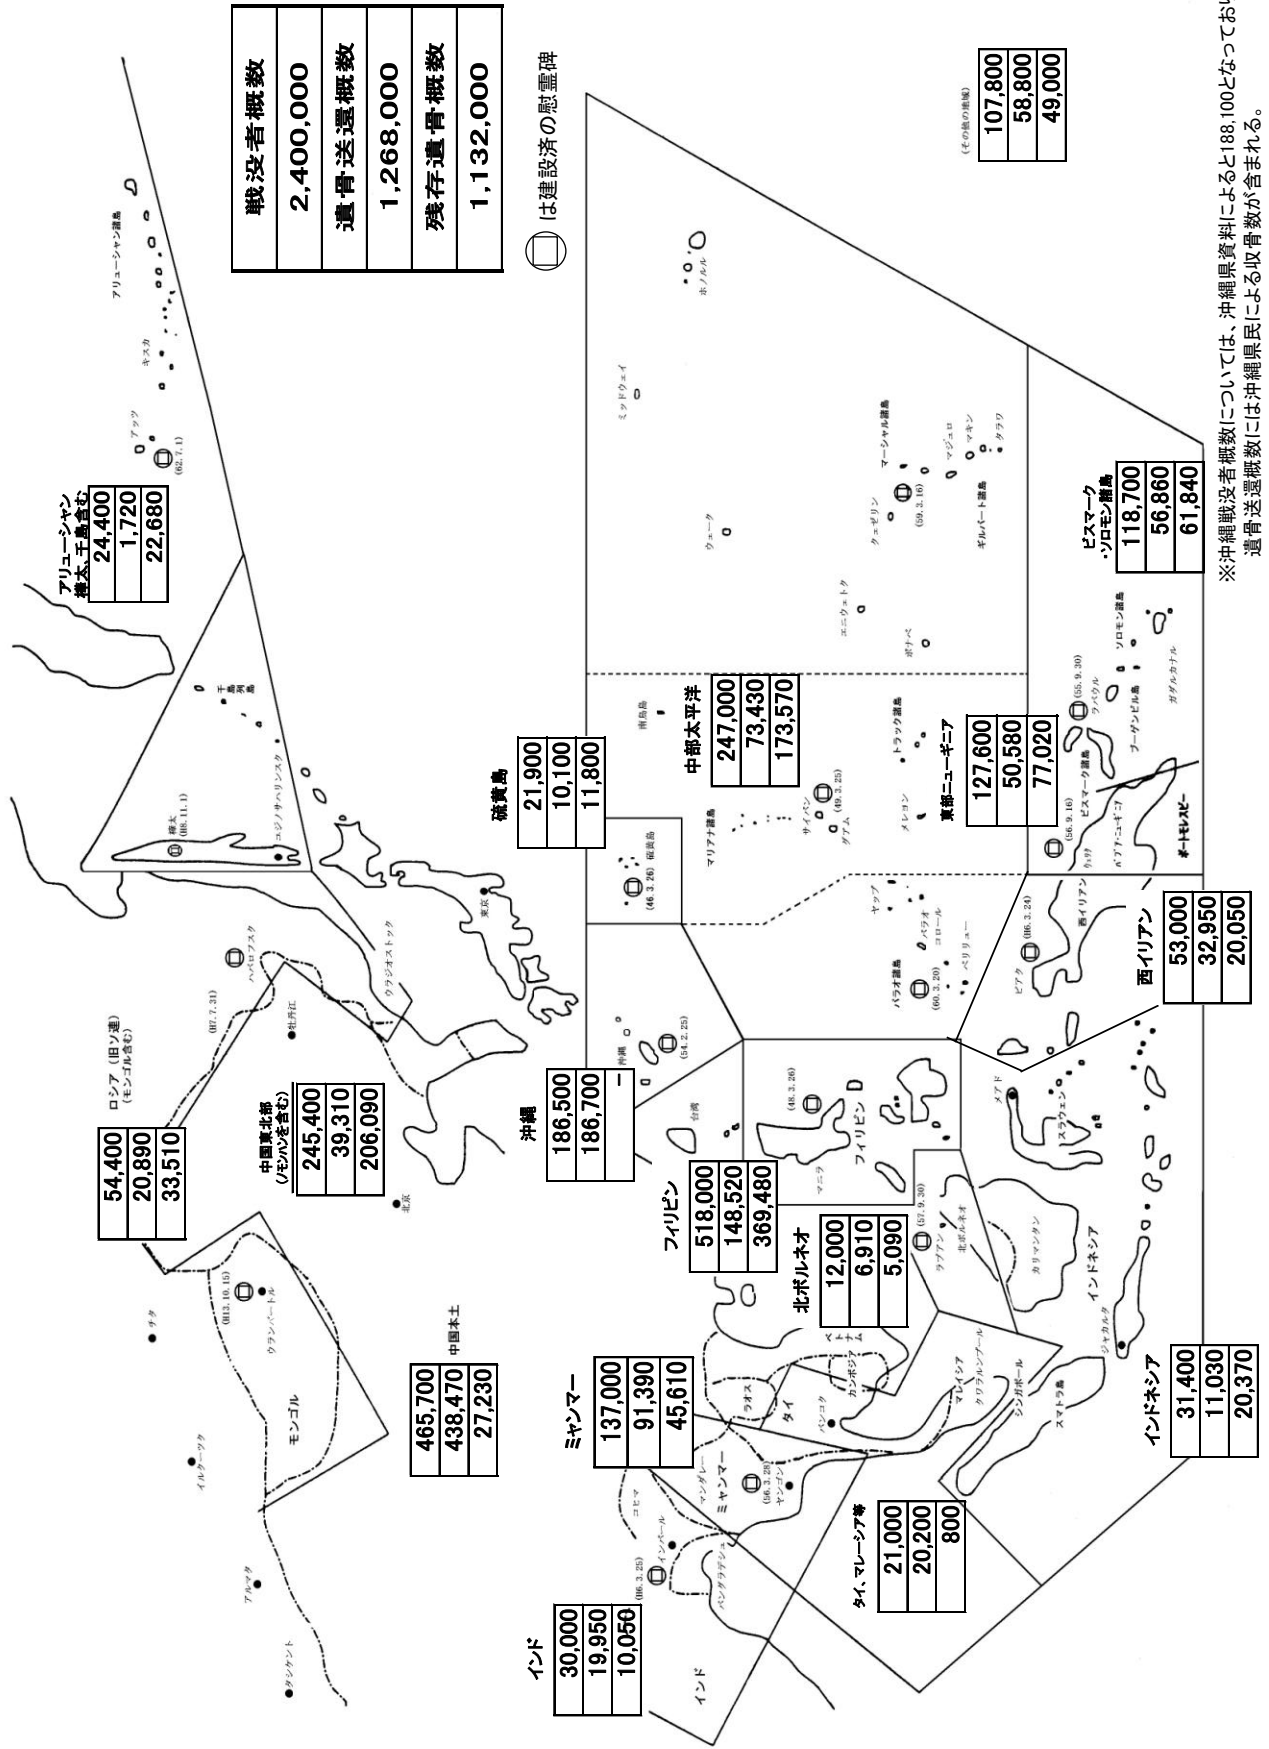 戦没者概数
2,400,000
遺骨送還概数
1,268,000
残存遺骨概数
1,132,000
は建設済の慰霊碑
アリューシャン
樺太、千島含む
24,400
1,720
22,680
アリューシャン諸島
キスカ
アッツ
(62.7.1)
千島列島
樺太
(H8.11.1)
ユジノサハリンスク
ハバロフスク
(H7.7.31)
ウラジオストック
牡丹江
東京
ロシア（旧ソ連）
（モンゴル含む）
54,400
20,890
33,510
中国東北部
(ノモンハンを含む)
245,400
39,310
206,090
北京
チタ
(H13.10.15)
ウランバートル
モンゴル
イルクーツク
アルマタ
タシケント
中国本土
465,700
438,470
27,230
硫黄島
21,900
10,100
11,800
(46.3.26)
硫黄島
沖縄
186,500
186,700
ー
沖縄
(54.2.25)
台湾
中部太平洋
247,000
73,430
173,570
南鳥島
マリアナ諸島
サイパン
(49.3.25)
グアム
メレヨン
トラック諸島
ヤップ
パラオ諸島
(60.3.20)
パラオ
コロール
ペリリュー
ウェーク
ミッドウェイ
ホノルル
エニウェトク
ポナペ
クェゼリン
(59.3.16)
マーシャル諸島
マジュロ
マキン
タラワ
ギルバート諸島
(その他の地域)
107,800
58,800
49,000
フィリピン
518,000
148,520
369,480
(48.3.26)
マニラ
フィリピン
北ボルネオ
12,000
6,910
5,090
(57.9.30)
ラブアン
北ボルネオ
カリマンタン
東部ニューギニア
127,600
50,580
77,020
(56.9.16)
ウェワク
パプア・ニューギニア
ポートモレスビー
ビスマーク
・ソロモン諸島
118,700
56,860
61,840
(55.9.30)
ラバウル
ビスマーク諸島
ブーゲンビル島
ソロモン諸島
ガダルカナル
西イリアン
53,000
32,950
20,050
(H6.3.24)
ビアク
西イリアン
メナド
スラウェシ
インドネシア
ジャカルタ
インドネシア
31,400
11,030
20,370
ミャンマー
137,000
91,390
45,610
マンダレー
ミャンマー
(56.3.28)
ヤンゴン
ラオス
タイ
バンコク
カンボジア
ベトナム
マレイシア
クワラルンプール
シンガポール
スマトラ島
タイ、マレーシア等
21,000
20,200
800
インド
30,000
19,950
10,050
(H6.3.25)
コヒマ
インパール
バングラデシュ
インド
※沖縄戦没者概数については、沖縄県資料によると188,100となってお
遺骨送還概数には沖縄県民による収骨数が含まれる。